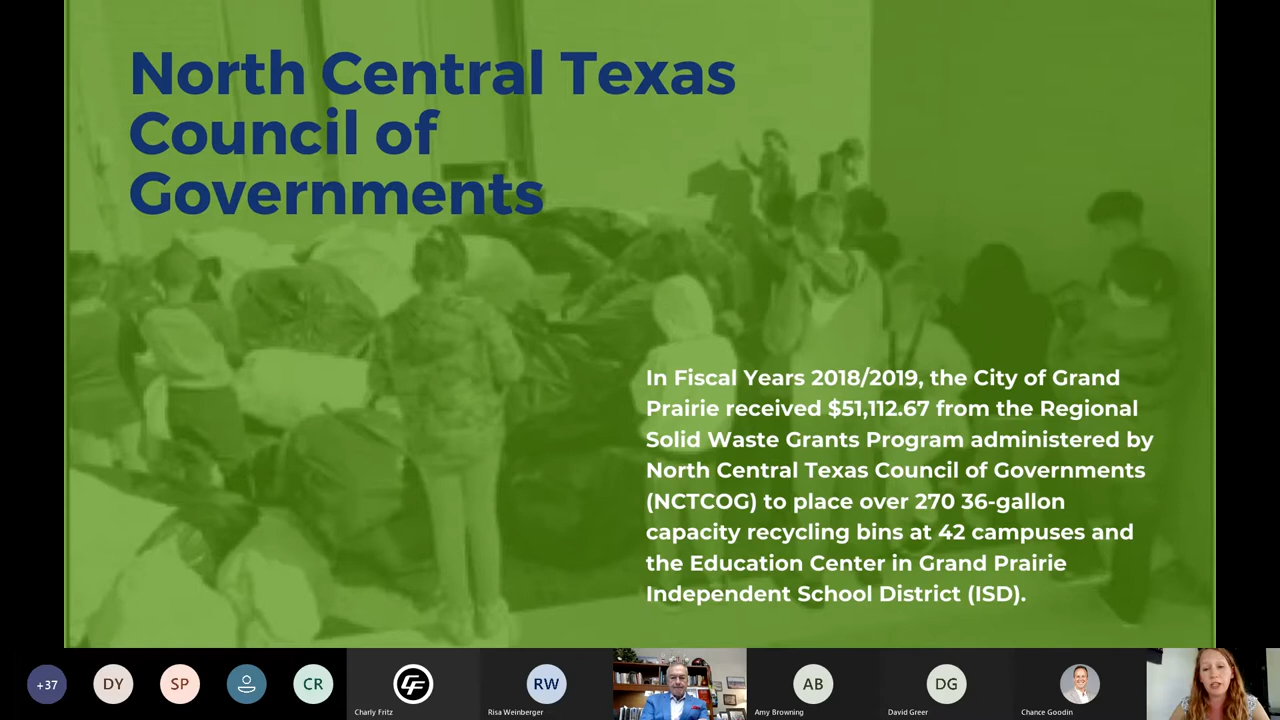 North Central Texas
Council of
Governments
In Fiscal Years 2018/2019, the City of Grand
Prairie received $51,112.67 from the Regional
Solid Waste Grants Program administered by
North Central Texas Council of Governments
(NCTCOG) to place over 270 36-gallon
capacity recycling bins at 42 campuses and
the Education Center in Grand Prairie
Independent School District (ISD).
+37
DY
SP
CR
CF
Charly Fritz
RW
Risa Weinberger
AB
Amy Browning
DG
David Greer
Chance Goodin